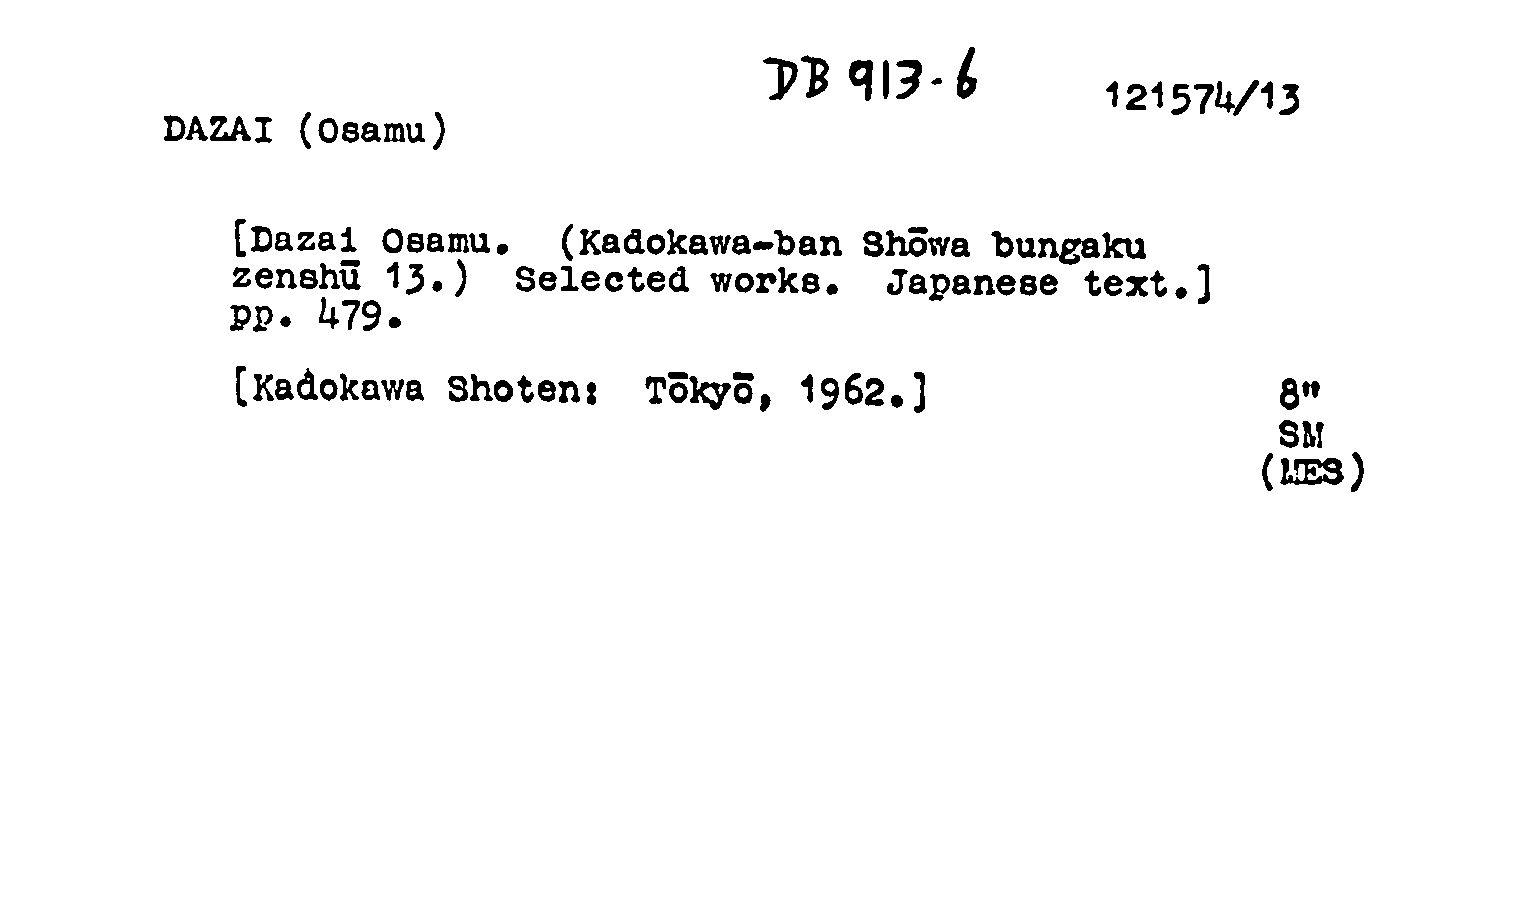 DB 913.6
121574/13
DAZAI (Osamu)
[Dazai Osamu. (Kadokawa-ban Shōwa bungaku
zenshū 13.) Selected works. Japanese text.]
pp. 479.
[Kadokawa Shoten: Tōkyō, 1962.]
8"
SM
(WES)